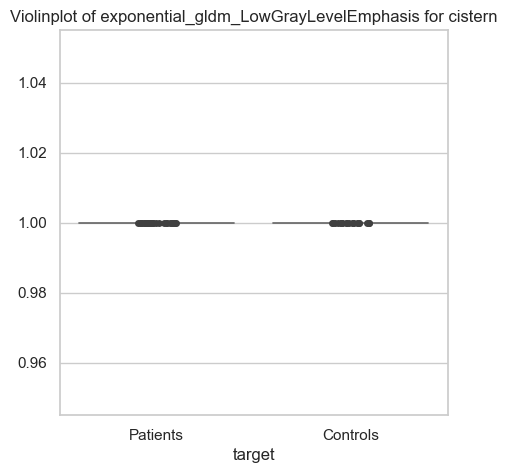 Violinplot of exponential_gldm_LowGrayLevelEmphasis for cistern
1.04
1.02
1.00
0.98
0.96
Patients Controls
target